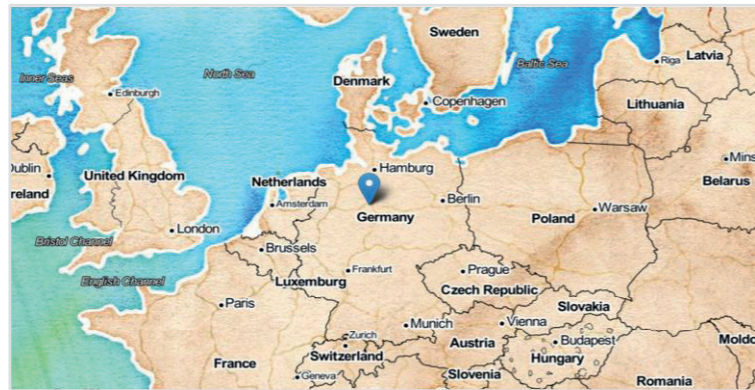 Sweden
Latvia
Riga
Inner Seas
North Sea
Baltic Sea
Denmark
Edinburgh
Copenhagen
Lithuania
Dublin
Mins
reland
United Kingdom
Hamburg
Netherlands
Belarus
Amsterdam
Berlin
Warsaw
Germany
Poland
London
Bristol Channel
Brussels
English Channel
Luxemburg
Frankfurt
Prague
Czech Republic
Paris
Slovakia
Munich
Vienna
Zurich
Budapest
Austria
Moldo
France
Switzerland
Hungary
Geneva
Slovenia
Romania